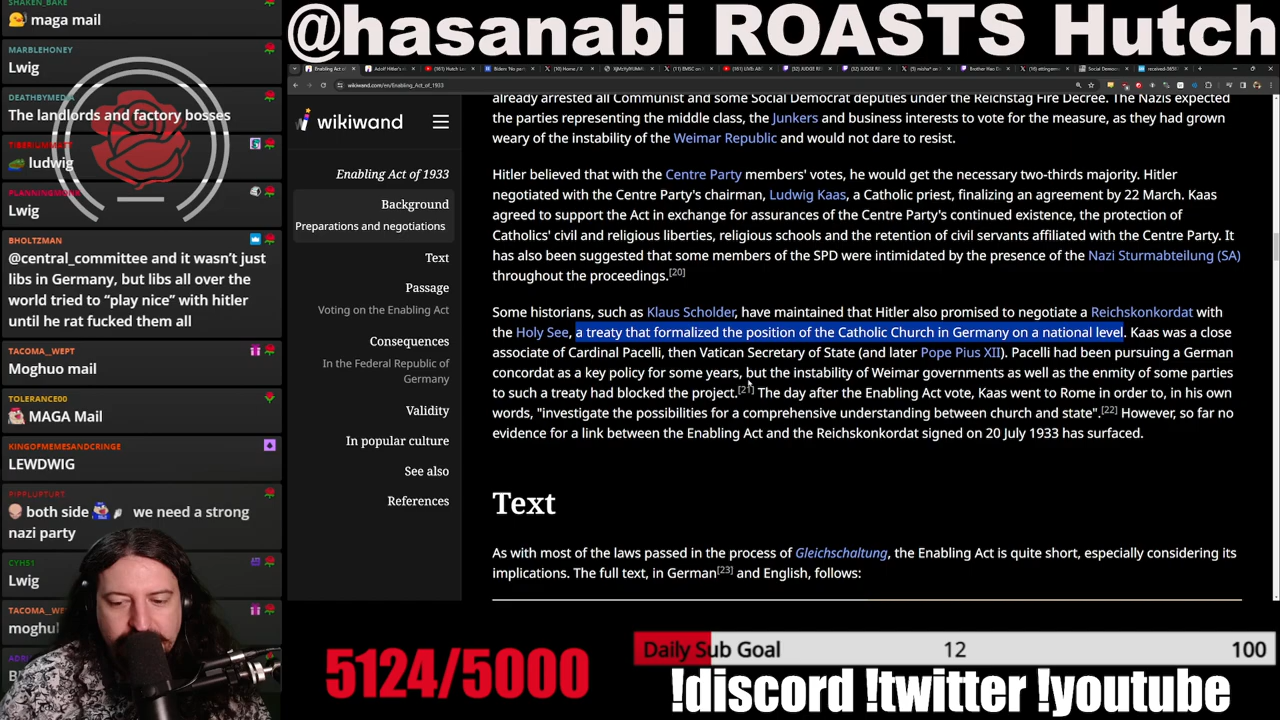 @hasanabi ROASTS Hutch
SHAKEN_BAKE
maga mail
MARBLEHONEY
Lwig
DEATHBYMEDIA
The landlords and factory bosses
ludwig
Lwig
BHOLTZMAN
@central_committee and it wasn't just
libs in Germany, but libs all over the
world tried to "play nice" with hitler
until he rat fucked them all
TACOMA_WEPT
Moghuo mail
TOLERANCE00
MAGA Mail
KINGOFMEMESANDCRINGE
LEWDWIG
both side we need a strong
nazi party
CYH51
Lwig
moghul
wikiwand.com/en/Enabling_Act_of_1933
wikiwand
Enabling Act of 1933
Background
Preparations and negotiations
Text
Passage
Voting on the Enabling Act
Consequences
In the Federal Republic of
Germany
Validity
In popular culture
See also
References
already arrested all Communist and some Social Democrat deputies under the Reichstag Fire Decree. The Nazis expected
the parties representing the middle class, the Junkers and business interests to vote for the measure, as they had grown
weary of the instability of the Weimar Republic and would not dare to resist.
Hitler believed that with the Centre Party members' votes, he would get the necessary two-thirds majority. Hitler
negotiated with the Centre Party's chairman, Ludwig Kaas, a Catholic priest, finalizing an agreement by 22 March. Kaas
agreed to support the Act in exchange for assurances of the Centre Party's continued existence, the protection of
Catholics' civil and religious liberties, religious schools and the retention of civil servants affiliated with the Centre Party. It
has also been suggested that some members of the SPD were intimidated by the presence of the Nazi Sturmabteilung (SA)
throughout the proceedings.[20]
Some historians, such as Klaus Scholder, have maintained that Hitler also promised to negotiate a Reichskonkordat with
the Holy See, a treaty that formalized the position of the Catholic Church in Germany on a national level. Kaas was a close
associate of Cardinal Pacelli, then Vatican Secretary of State (and later Pope Pius XII). Pacelli had been pursuing a German
concordat as a key policy for some years, but the instability of Weimar governments as well as the enmity of some parties
to such a treaty had blocked the project.[21] The day after the Enabling Act vote, Kaas went to Rome in order to, in his own
words, "investigate the possibilities for a comprehensive understanding between church and state".[22] However, so far no
evidence for a link between the Enabling Act and the Reichskonkordat signed on 20 July 1933 has surfaced.
Text
As with most of the laws passed in the process of Gleichschaltung, the Enabling Act is quite short, especially considering its
implications. The full text, in German[23] and English, follows:
5124/5000
Daily Sub Goal 12 100
!discord !twitter !youtube